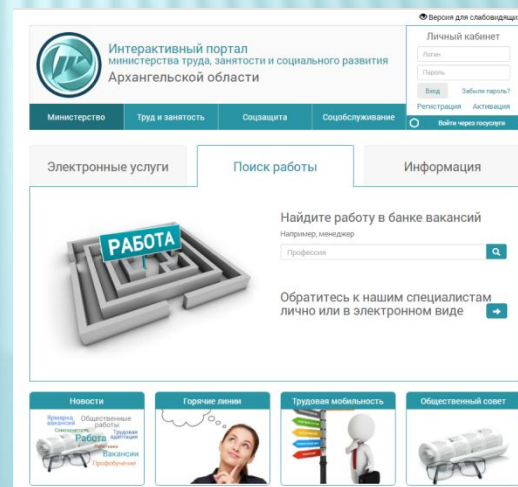 Версия для слабовидящи
Интерактивный портал
министерства труда, занятости и социального развития
Архангельской области
Личный кабинет
Логин
Пароль
Вход Забыли пароль?
Регистрация Активация
Войти через госуслуги
Министерство Труд и занятость Соцзащита Соцобслуживание
Электронные услуги Поиск работы Информация
РАБОТА
Найдите работу в банке вакансий
Например, менеджер
Профессия
Обратитесь к нашим специалистам
лично или в электронном виде
Новости Горячие линии Трудовая мобильность Общественный совет
Ярмарка вакансий
Общественные работы
Трудовая адаптация
Работа
Вакансии
Профобучение